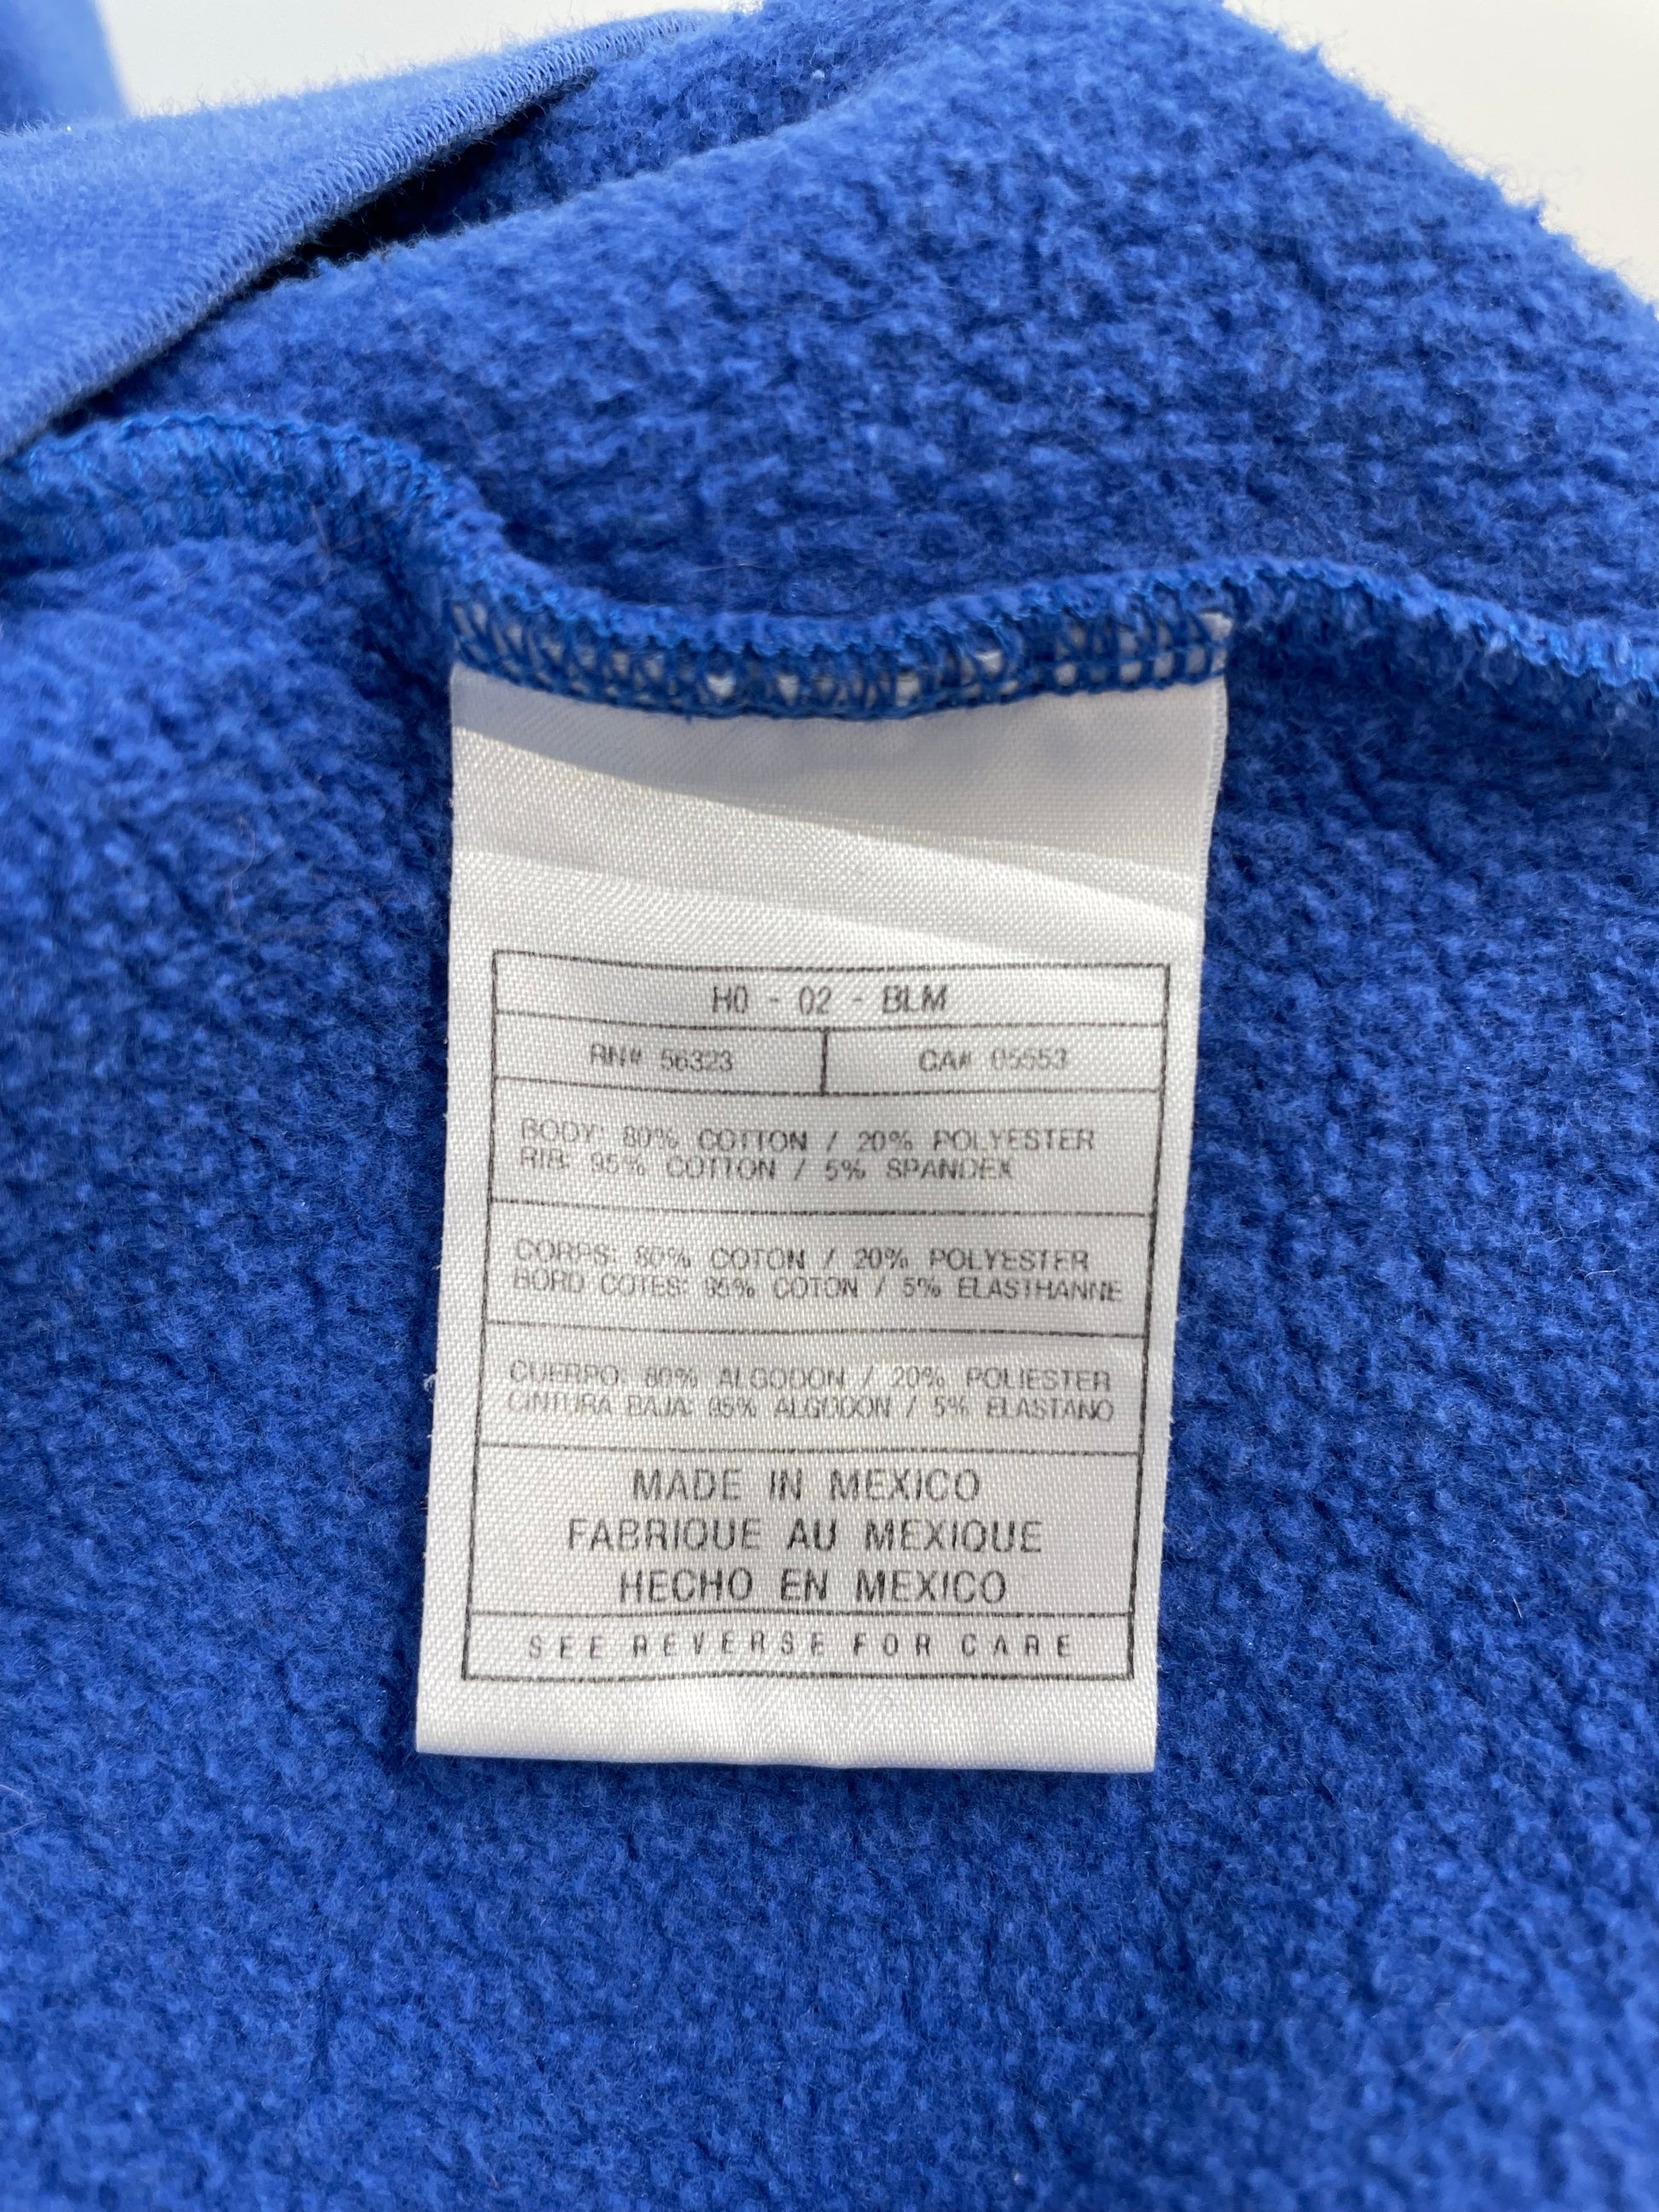 H0 - 02 - BLM
RN# 56323 CA# 05553
BODY: 80% COTTON / 20% POLYESTER
RIB: 95% COTTON / 5% SPANDEX
CORPS: 80% COTON / 20% POLYESTER
BORD COTES: 95% COTON / 5% ELASTHANNE
CUERPO: 80% ALGODON / 20% POLIESTER
CINTURA BAJA: 95% ALGODON / 5% ELASTANO
MADE IN MEXICO
FABRIQUE AU MEXIQUE
HECHO EN MEXICO
SEE REVERSE FOR CARE